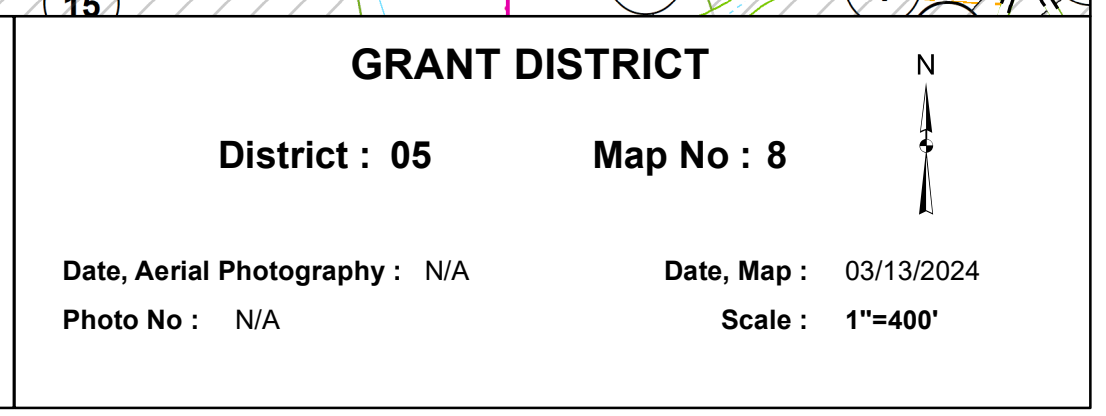 15
GRANT DISTRICT
N
District : 05 Map No : 8
Date, Aerial Photography : N/A Date, Map : 03/13/2024
Photo No : N/A Scale : 1"=400'